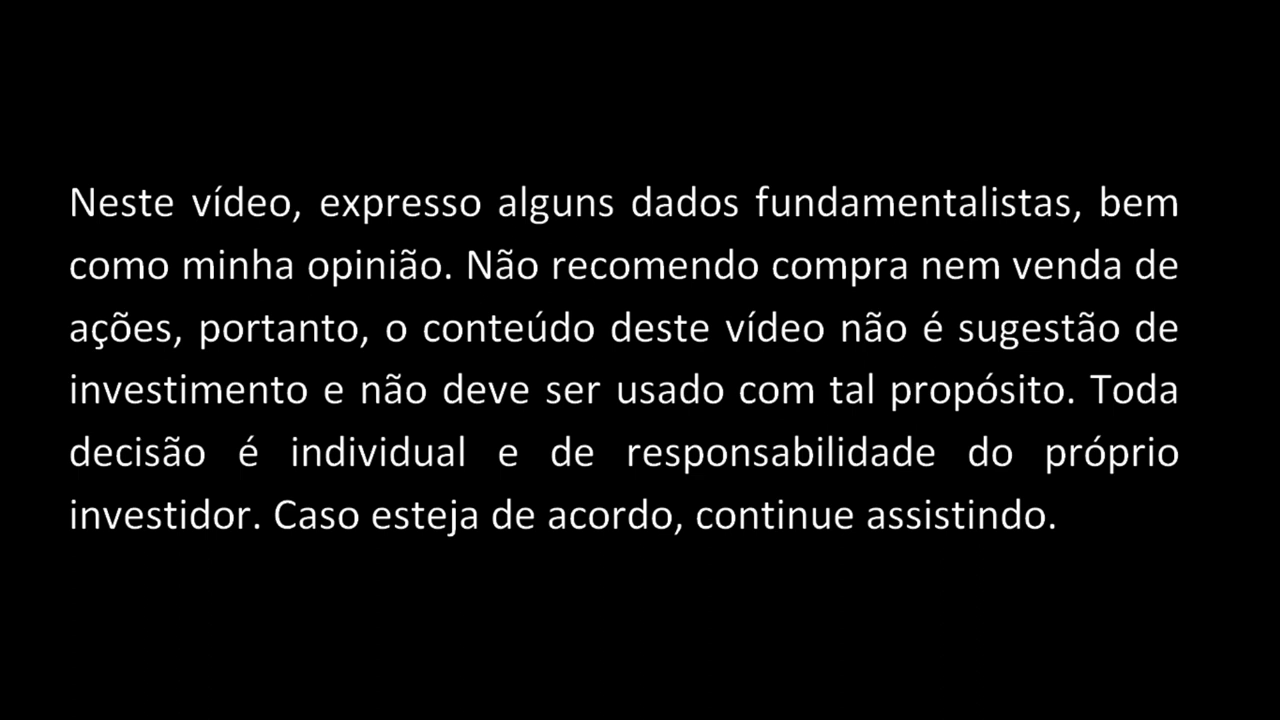 Neste vídeo, expresso alguns dados fundamentalistas, bem
como minha opinião. Não recomendo compra nem venda de
ações, portanto, o conteúdo deste vídeo não é sugestão de
investimento e não deve ser usado com tal propósito. Toda
decisão é individual e de responsabilidade do próprio
investidor. Caso esteja de acordo, continue assistindo.